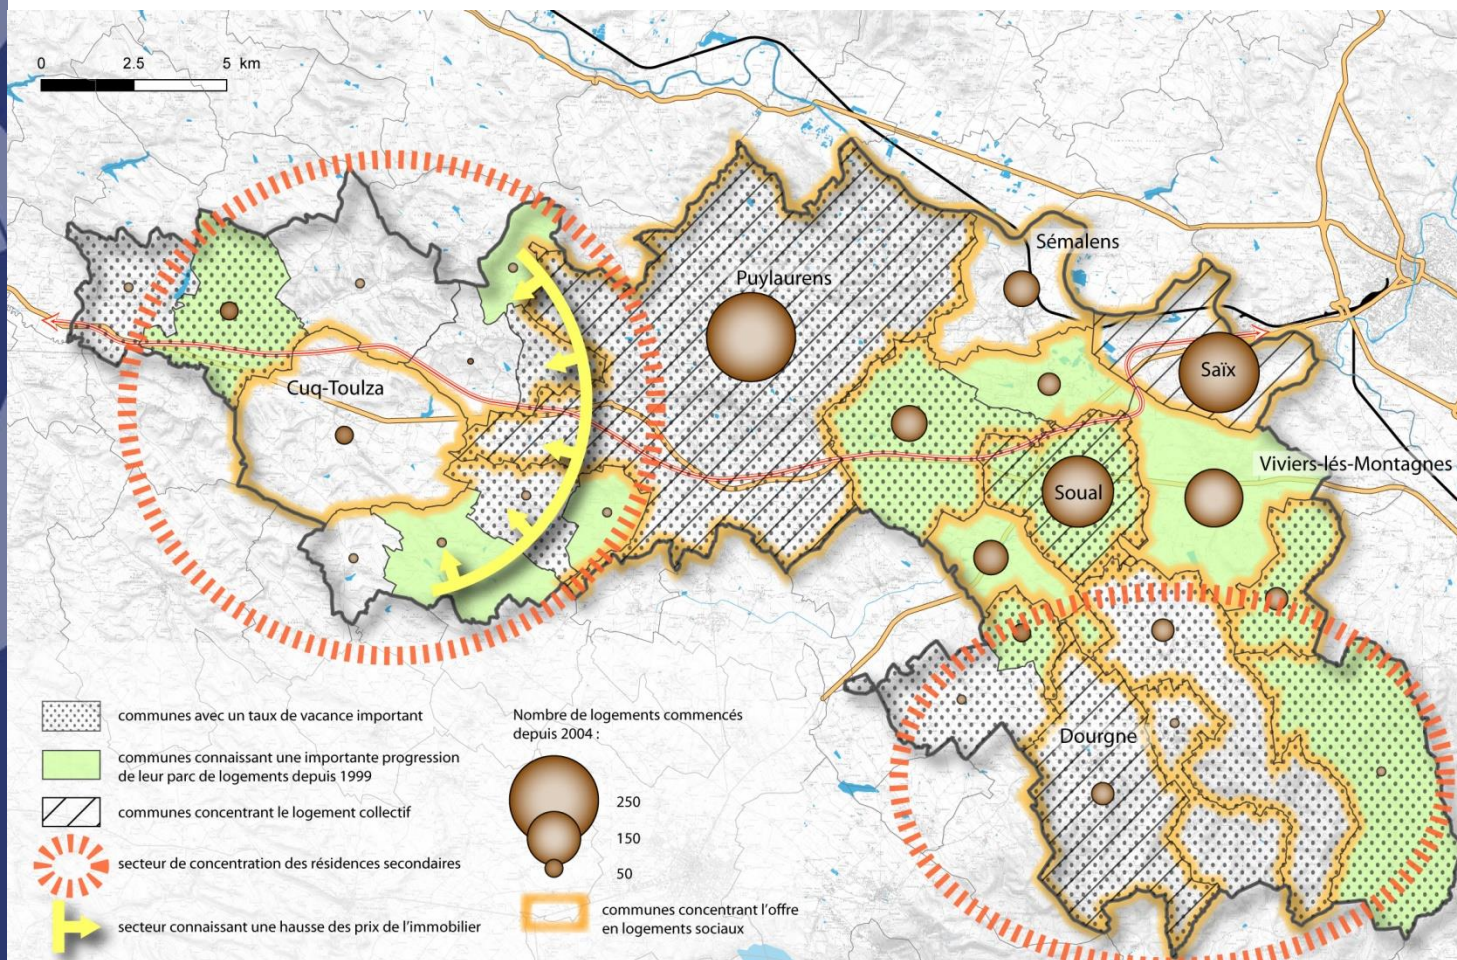 0 2.5 5 km
Sémalens
Puylaurens
Saïx
Cuq-Toulza
Viviers-lés-Montagnes
Soual
Dourgne
communes avec un taux de vacance important
communes connaissant une importante progression
de leur parc de logements depuis 1999
communes concentrant le logement collectif
secteur de concentration des résidences secondaires
secteur connaissant une hausse des prix de l'immobilier
Nombre de logements commencés
depuis 2004 :
250
150
50
communes concentrant l'offre
en logements sociaux